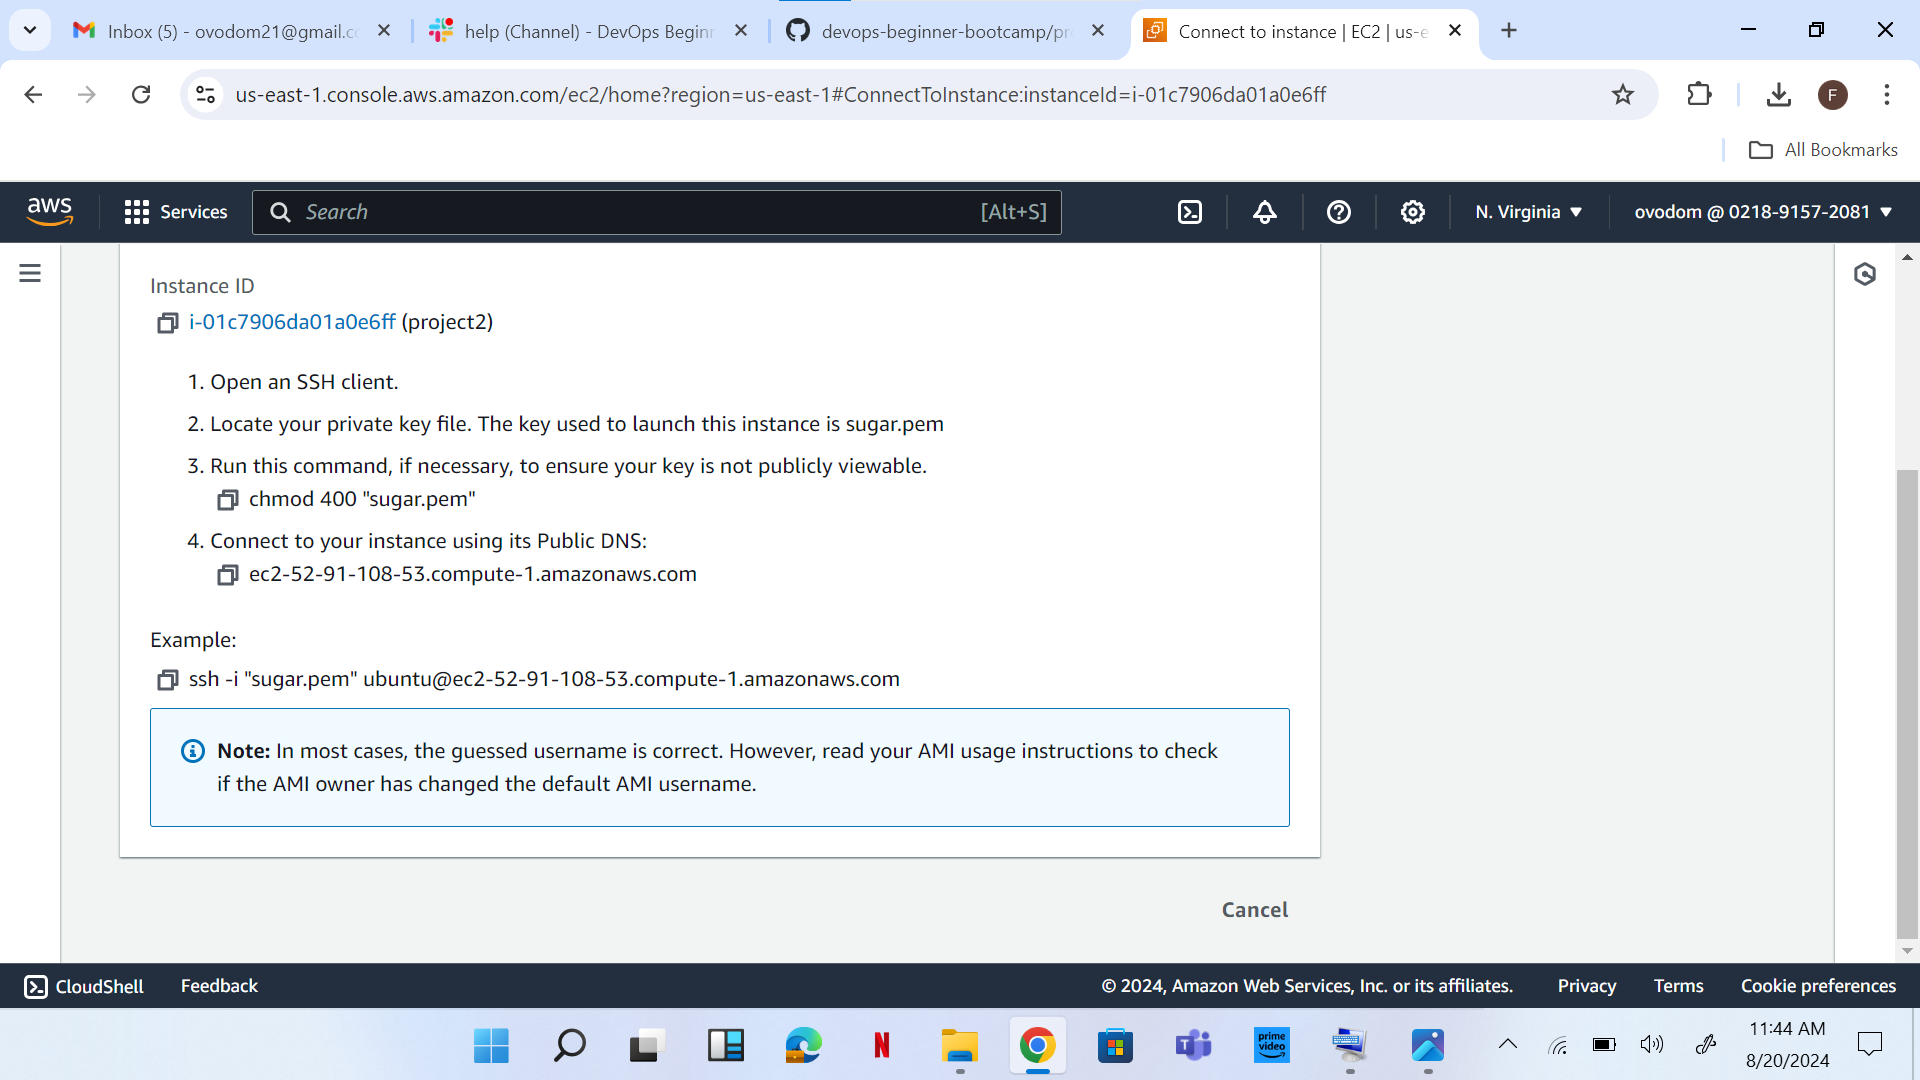 Inbox (5) - ovodom21@gmail.c
help (Channel) - DevOps Beginn
devops-beginner-bootcamp/pr
Connect to instance | EC2 | us-e
us-east-1.console.aws.amazon.com/ec2/home?region=us-east-1#ConnectToInstance:instanceId=i-01c7906da01a0e6ff
F
All Bookmarks
aws
Services
Search
[Alt+S]
N. Virginia
ovodom @ 0218-9157-2081
Instance ID
i-01c7906da01a0e6ff (project2)
1. Open an SSH client.
2. Locate your private key file. The key used to launch this instance is sugar.pem
3. Run this command, if necessary, to ensure your key is not publicly viewable.
chmod 400 "sugar.pem"
4. Connect to your instance using its Public DNS:
ec2-52-91-108-53.compute-1.amazonaws.com
Example:
ssh -i "sugar.pem" ubuntu@ec2-52-91-108-53.compute-1.amazonaws.com
Note: In most cases, the guessed username is correct. However, read your AMI usage instructions to check
if the AMI owner has changed the default AMI username.
Cancel
CloudShell
Feedback
© 2024, Amazon Web Services, Inc. or its affiliates.
Privacy
Terms
Cookie preferences
N
prime
video
11:44 AM
8/20/2024